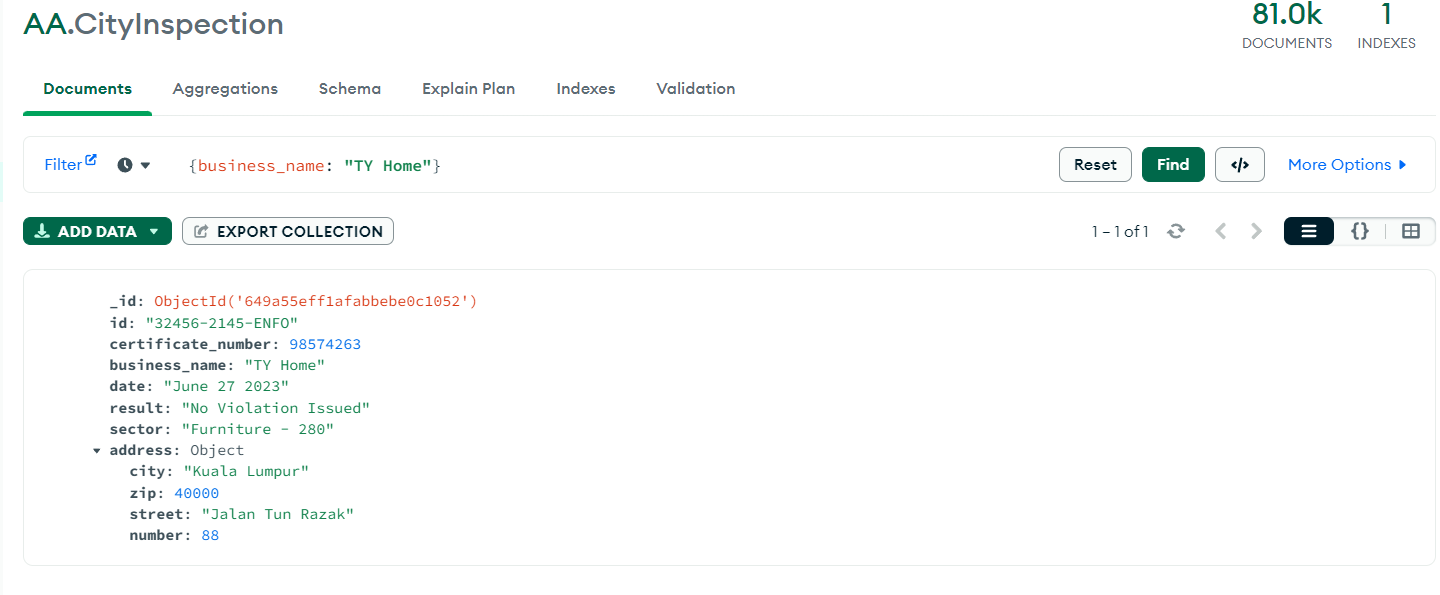 AA.CityInspection
81.0k 1
DOCUMENTS INDEXES
Documents Aggregations Schema Explain Plan Indexes Validation
Filter {business_name: "TY Home"} Reset Find </> More Options
ADD DATA EXPORT COLLECTION 1 – 1 of 1 {}
_id: ObjectId('649a55eff1afabbebe0c1052')
id: "32456-2145-ENFO"
certificate_number: 98574263
business_name: "TY Home"
date: "June 27 2023"
result: "No Violation Issued"
sector: "Furniture - 280"
address: Object
city: "Kuala Lumpur"
zip: 40000
street: "Jalan Tun Razak"
number: 88